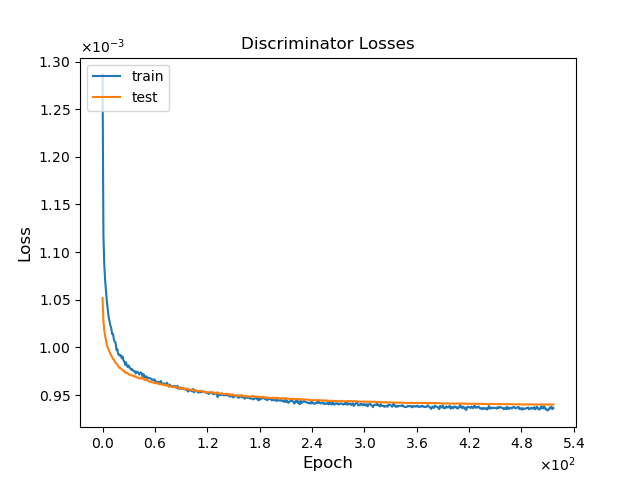 Discriminator Losses
×10⁻³
1.30
1.25
1.20
1.15
1.10
1.05
1.00
0.95
Loss
train
test
0.0 0.6 1.2 1.8 2.4 3.0 3.6 4.2 4.8 5.4
Epoch
×10²